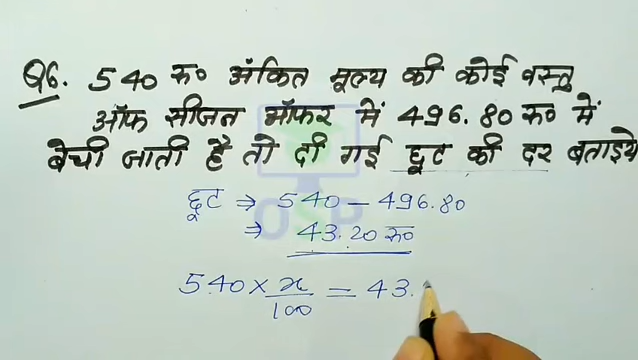 Q6. 540 रु० अंकित मूल्य की कोई वस्तु
ऑफ सीजन ऑफर में 496.80 रु० में
बेची जाती है तो दी गई छूट की दर बताइये
छूट ⇒ 540 – 496.80
⇒ 43.20 रु०
540 × x/100 = 43.
OSP